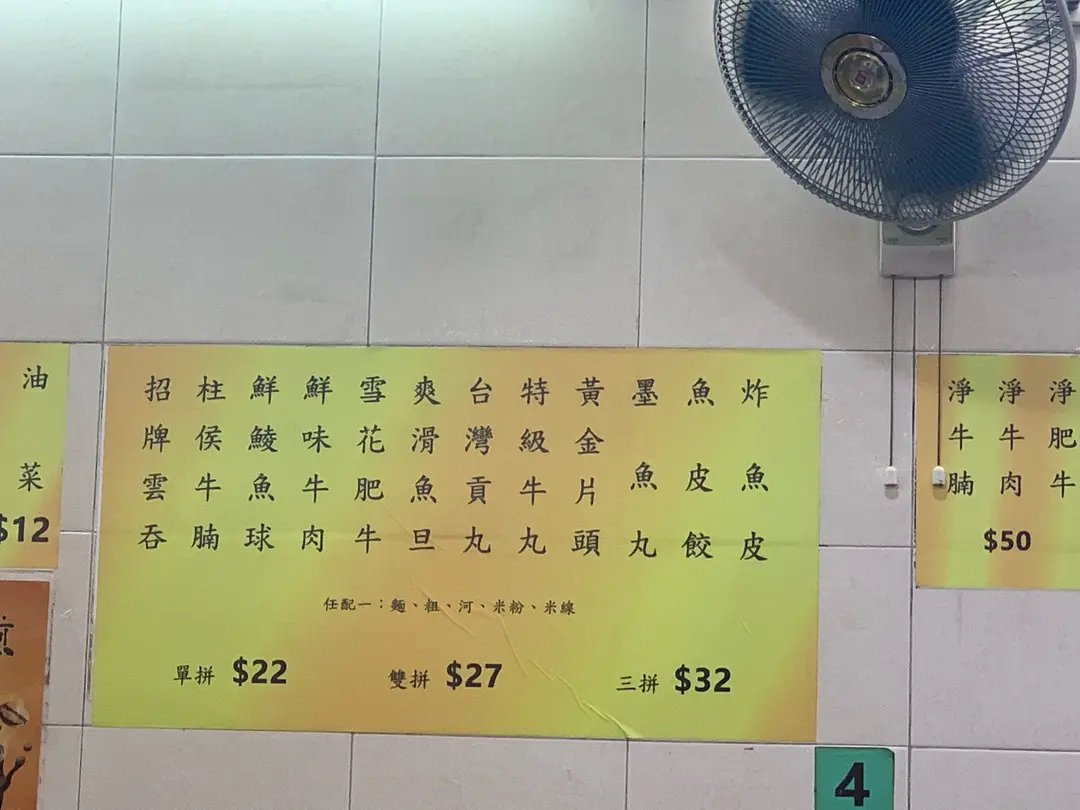 油菜
$12
招牌雲吞
柱侯牛腩
鮮鯪魚球
鮮味牛肉
雪花肥牛
爽滑魚旦
台灣貢丸
特級牛丸
黃金片頭
墨魚丸
魚皮餃
炸魚皮
任配一：麵、粗、河、米粉、米線
單拼 $22
雙拼 $27
三拼 $32
淨牛腩
淨牛肉
淨肥牛
$50
4